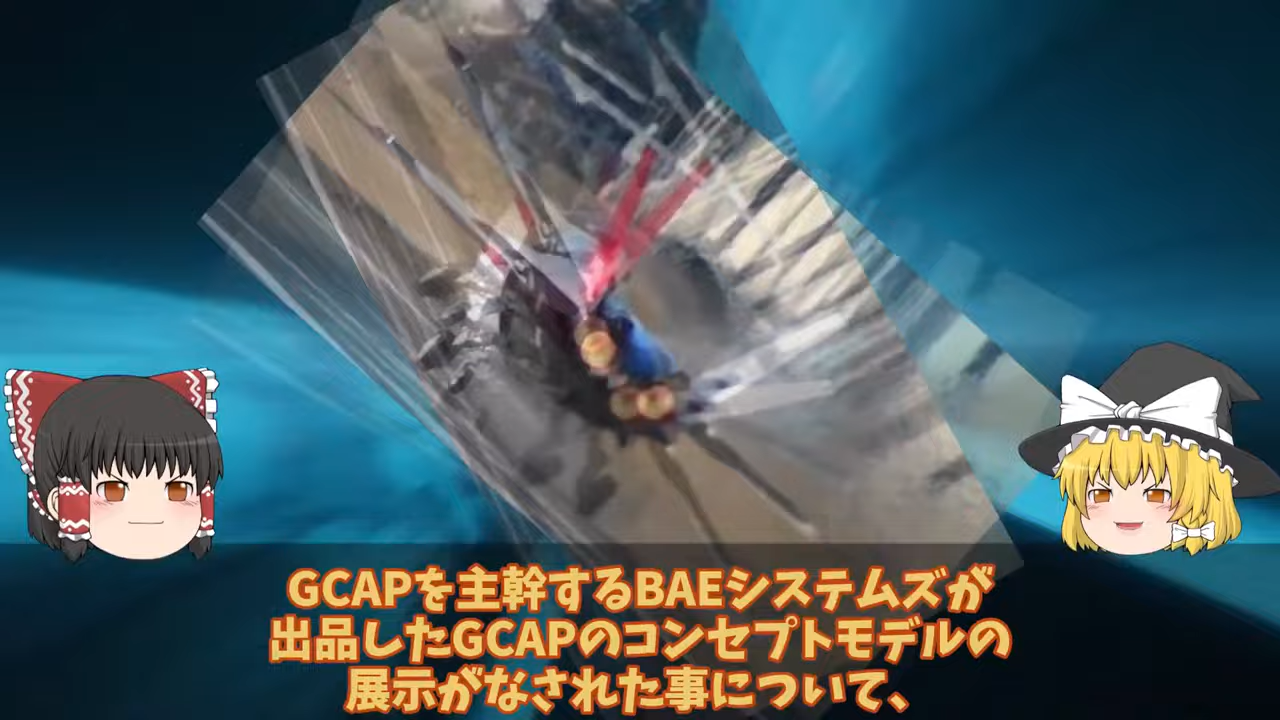 GCAPを主幹するBAEシステムズが
出品したGCAPのコンセプトモデルの
展示がなされた事について、